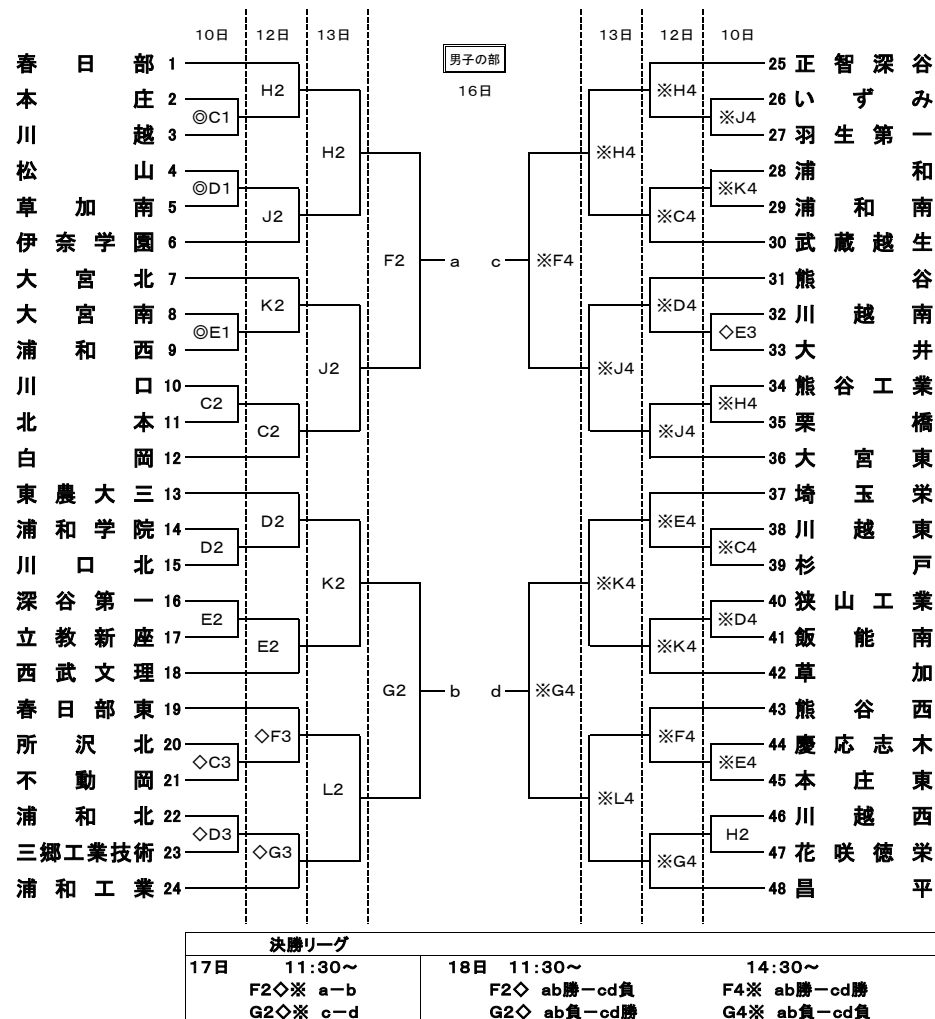 10日 12日 13日 男子の部 13日 12日 10日
16日
春日部 1 25 正智深谷
H2 ※H4
本庄 2 26 いずみ
◎C1 ※J4
川越 3 27 羽生第一
H2 ※H4
松山 4 28 浦和
◎D1 ※K4
草加南 5 29 浦和南
J2 ※C4
伊奈学園 6 30 武蔵越生
F2 a c ※F4
大宮北 7 31 熊谷
K2 ※D4
大宮南 8 32 川越南
◎E1 ◇E3
浦和西 9 33 大井
J2 ※J4
川口 10 34 熊谷工業
C2 ※H4
北本 11 35 栗橋
C2 ※J4
白岡 12 36 大宮東
東農大三 13 37 埼玉栄
D2 ※E4
浦和学院 14 38 川越東
D2 ※C4
川口北 15 39 杉戸
K2 ※K4
深谷第一 16 40 狭山工業
E2 ※D4
立教新座 17 41 飯能南
E2 ※K4
西武文理 18 42 草加
G2 b d ※G4
春日部東 19 43 熊谷西
◇F3 ※F4
所沢北 20 44 慶応志木
◇C3 ※E4
不動岡 21 45 本庄東
L2 ※L4
浦和北 22 46 川越西
◇D3 H2
三郷工業技術 23 47 花咲徳栄
◇G3 ※G4
浦和工業 24 48 昌平
決勝リーグ
17日 11:30～ 18日 11:30～ 14:30～
F2◇※ a－b F2◇ ab勝－cd負 F4※ ab勝－cd勝
G2◇※ c－d G2◇ ab負－cd勝 G4※ ab負－cd負